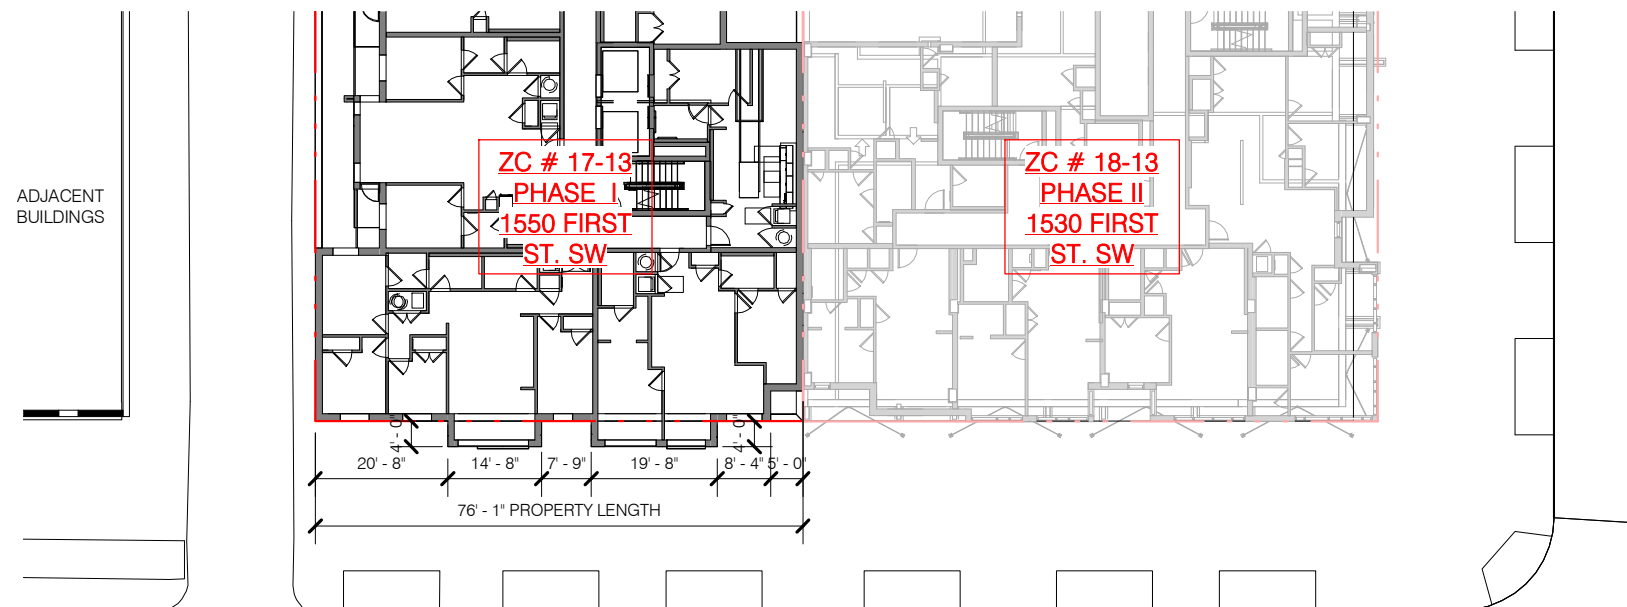 ZC # 17-13
PHASE I
1550 FIRST
ST. SW
ZC # 18-13
PHASE II
1530 FIRST
ST. SW
ADJACENT
BUILDINGS
4' - 0"
4' - 0"
20' - 8"
14' - 8"
7' - 9"
19' - 8"
8' - 4"
5' - 0"
76' - 1" PROPERTY LENGTH